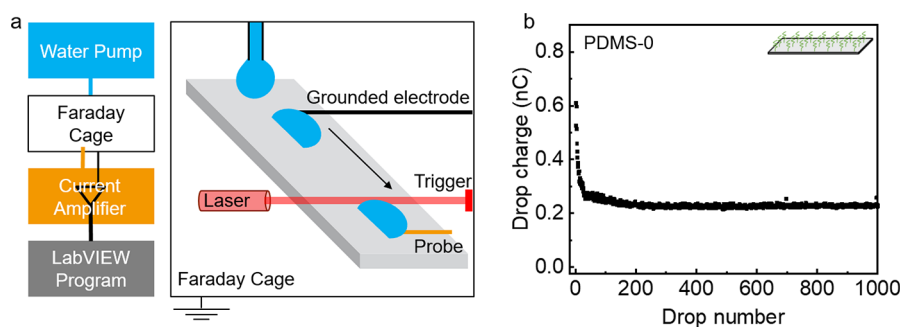 a
Water Pump
Faraday
Cage
Current
Amplifier
LabVIEW
Program
Grounded electrode
Trigger
Laser
Probe
Faraday Cage
b
PDMS-0
Drop charge (nC)
0.8
0.6
0.4
0.2
0.0
0 200 400 600 800 1000
Drop number